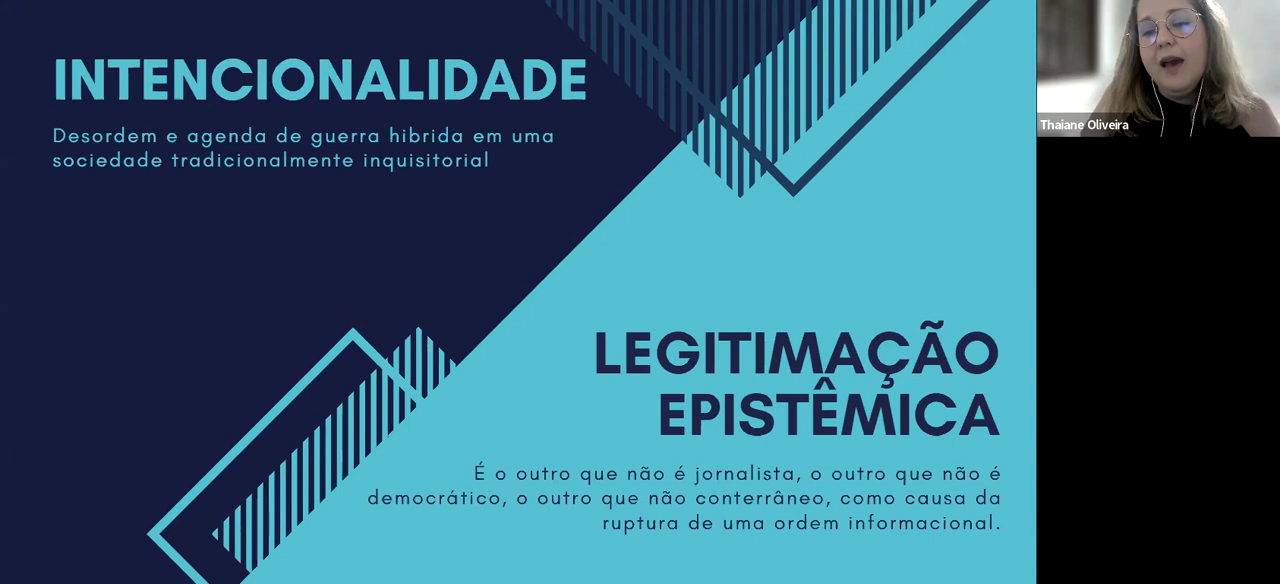 INTENCIONALIDADE
Desordem e agenda de guerra hibrida em uma
sociedade tradicionalmente inquisitorial
Thaiane Oliveira
LEGITIMAÇÃO
EPISTÊMICA
É o outro que não é jornalista, o outro que não é
democrático, o outro que não conterrâneo, como causa da
ruptura de uma ordem informacional.